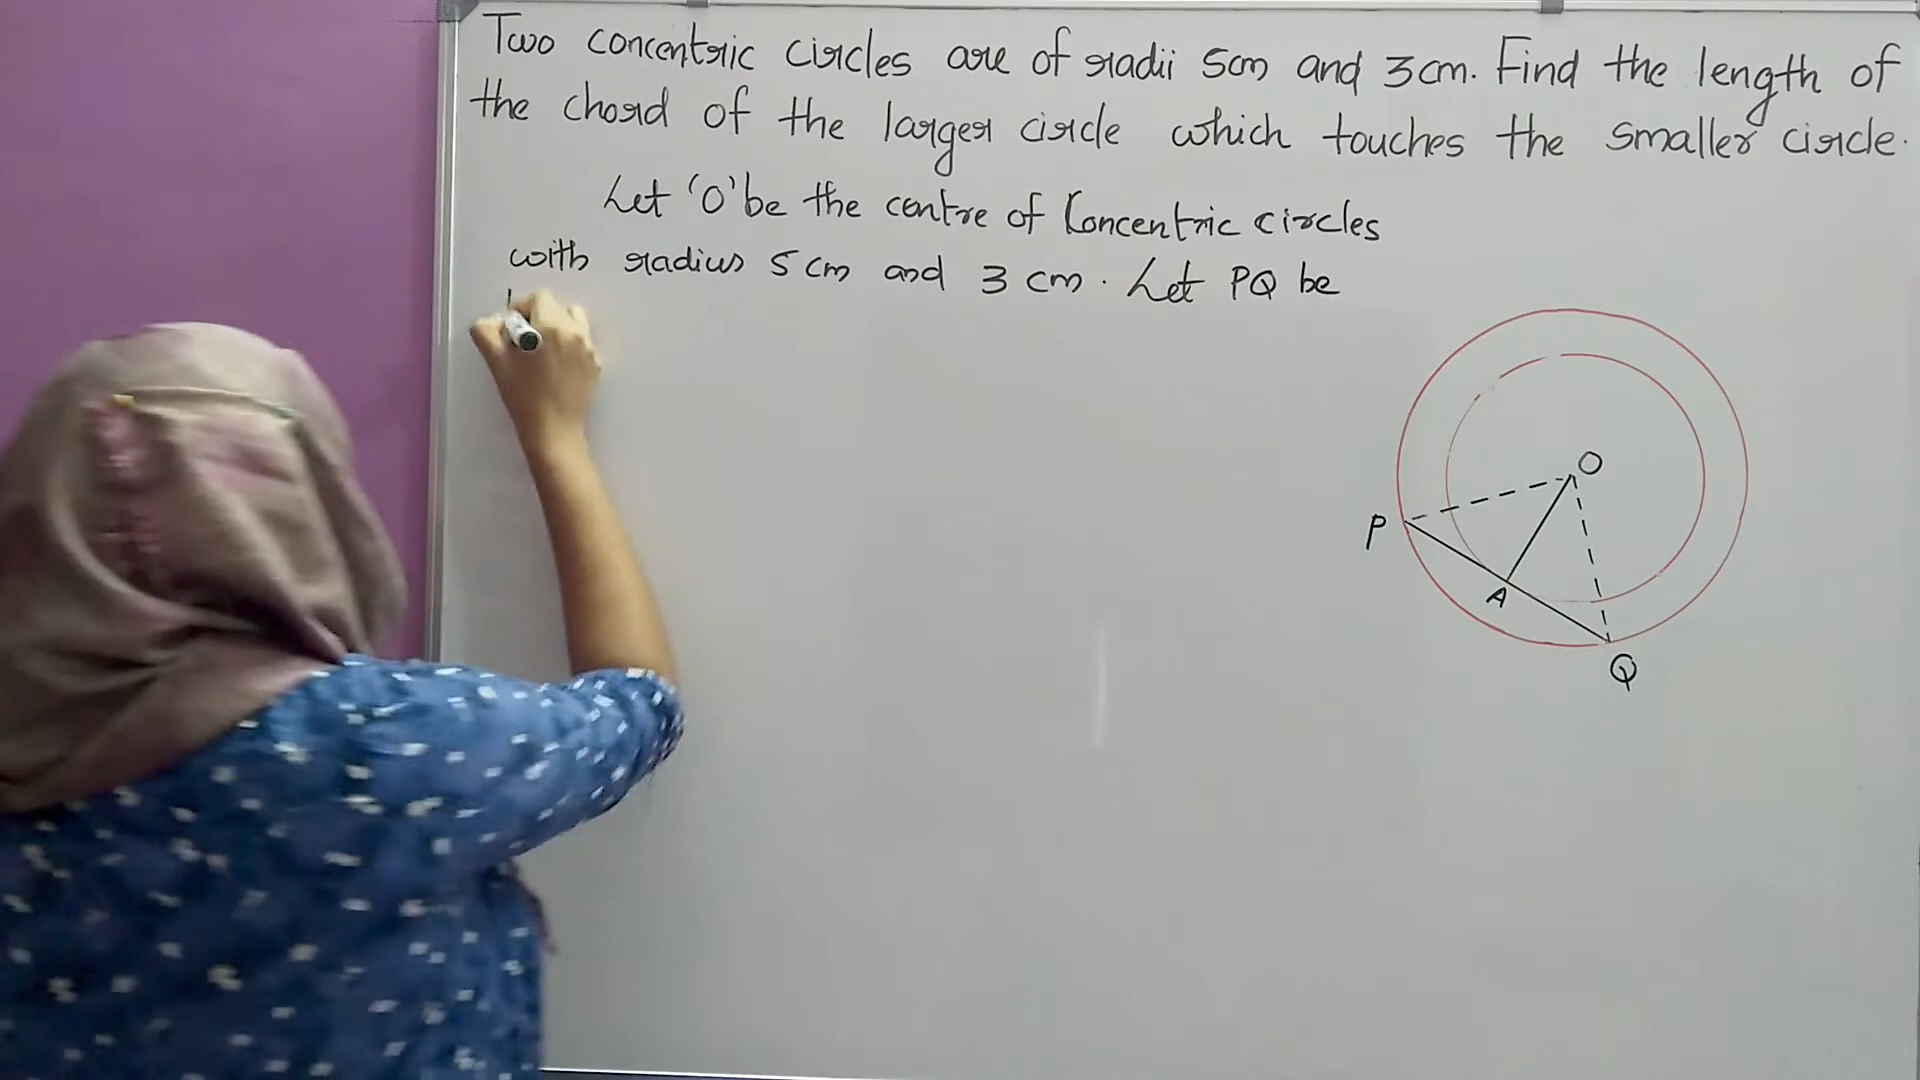 Two concentric circles are of radii 5cm and 3cm. Find the length of
the chord of the larger circle which touches the smaller circle.
Let 'O' be the centre of Concentric circles
with radius 5 cm and 3 cm. Let PQ be
O
P
A
Q